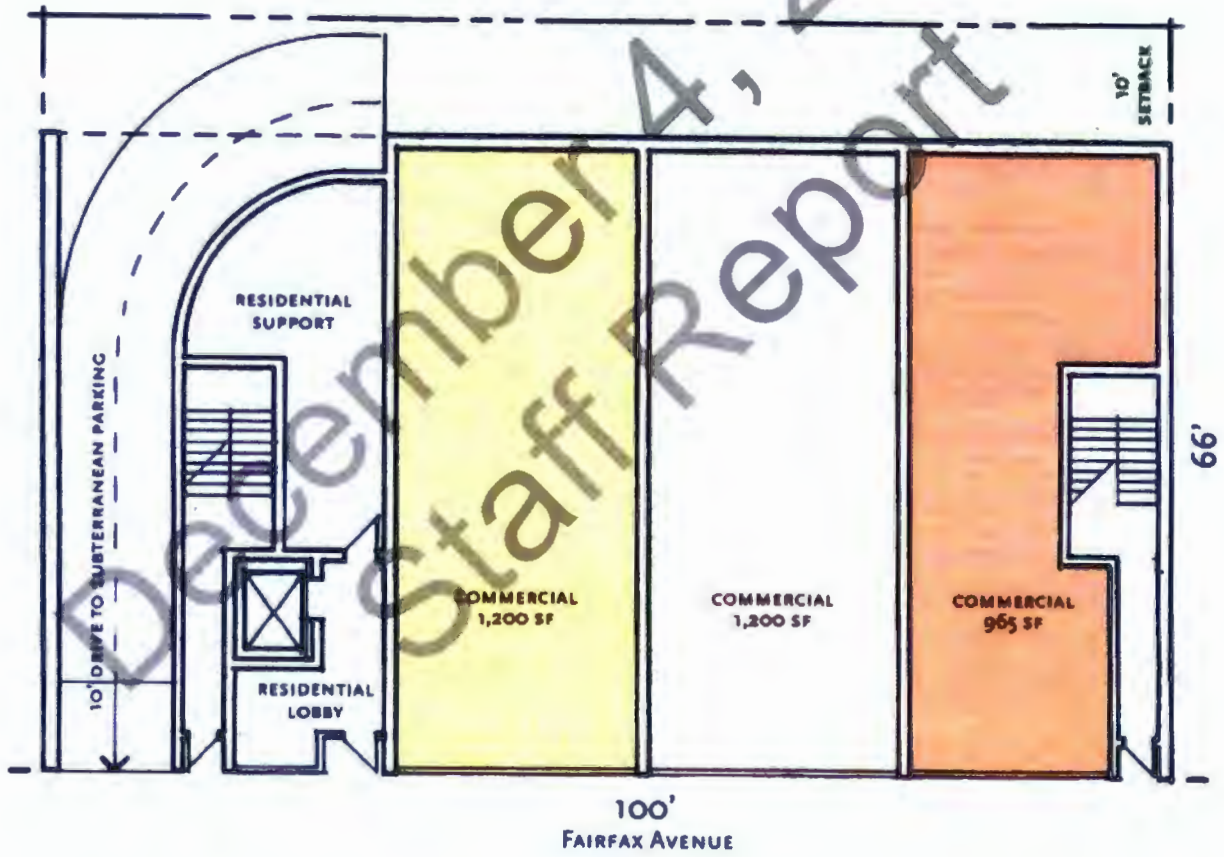 10'
SETBACK
RESIDENTIAL
SUPPORT
10' DRIVE TO SUBTERRANEAN PARKING
66'
COMMERCIAL
1,200 SF
COMMERCIAL
1,200 SF
COMMERCIAL
965 SF
RESIDENTIAL
LOBBY
100'
FAIRFAX AVENUE
December 4, 2
Staff Report